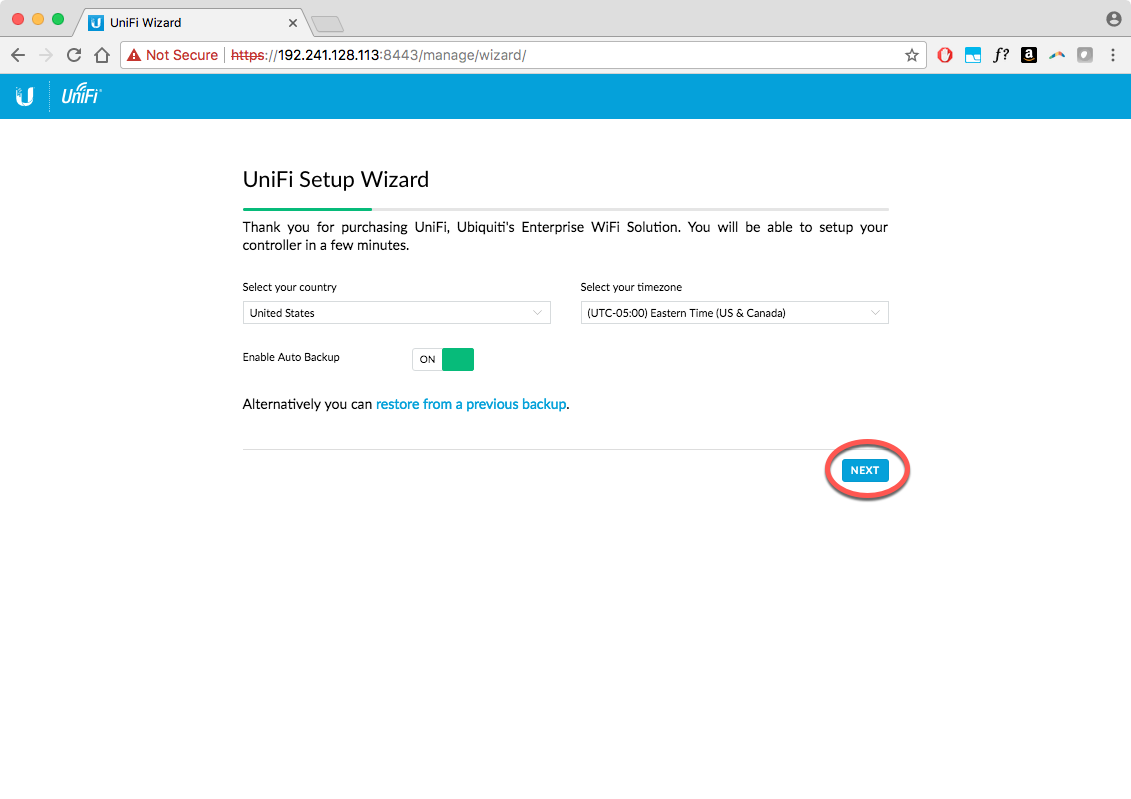 UniFi Wizard
Not Secure https://192.241.128.113:8443/manage/wizard/ f? a
U UniFi
UniFi Setup Wizard
Thank you for purchasing UniFi, Ubiquiti's Enterprise WiFi Solution. You will be able to setup your
controller in a few minutes.
Select your country Select your timezone
United States (UTC-05:00) Eastern Time (US & Canada)
Enable Auto Backup ON
Alternatively you can restore from a previous backup.
NEXT